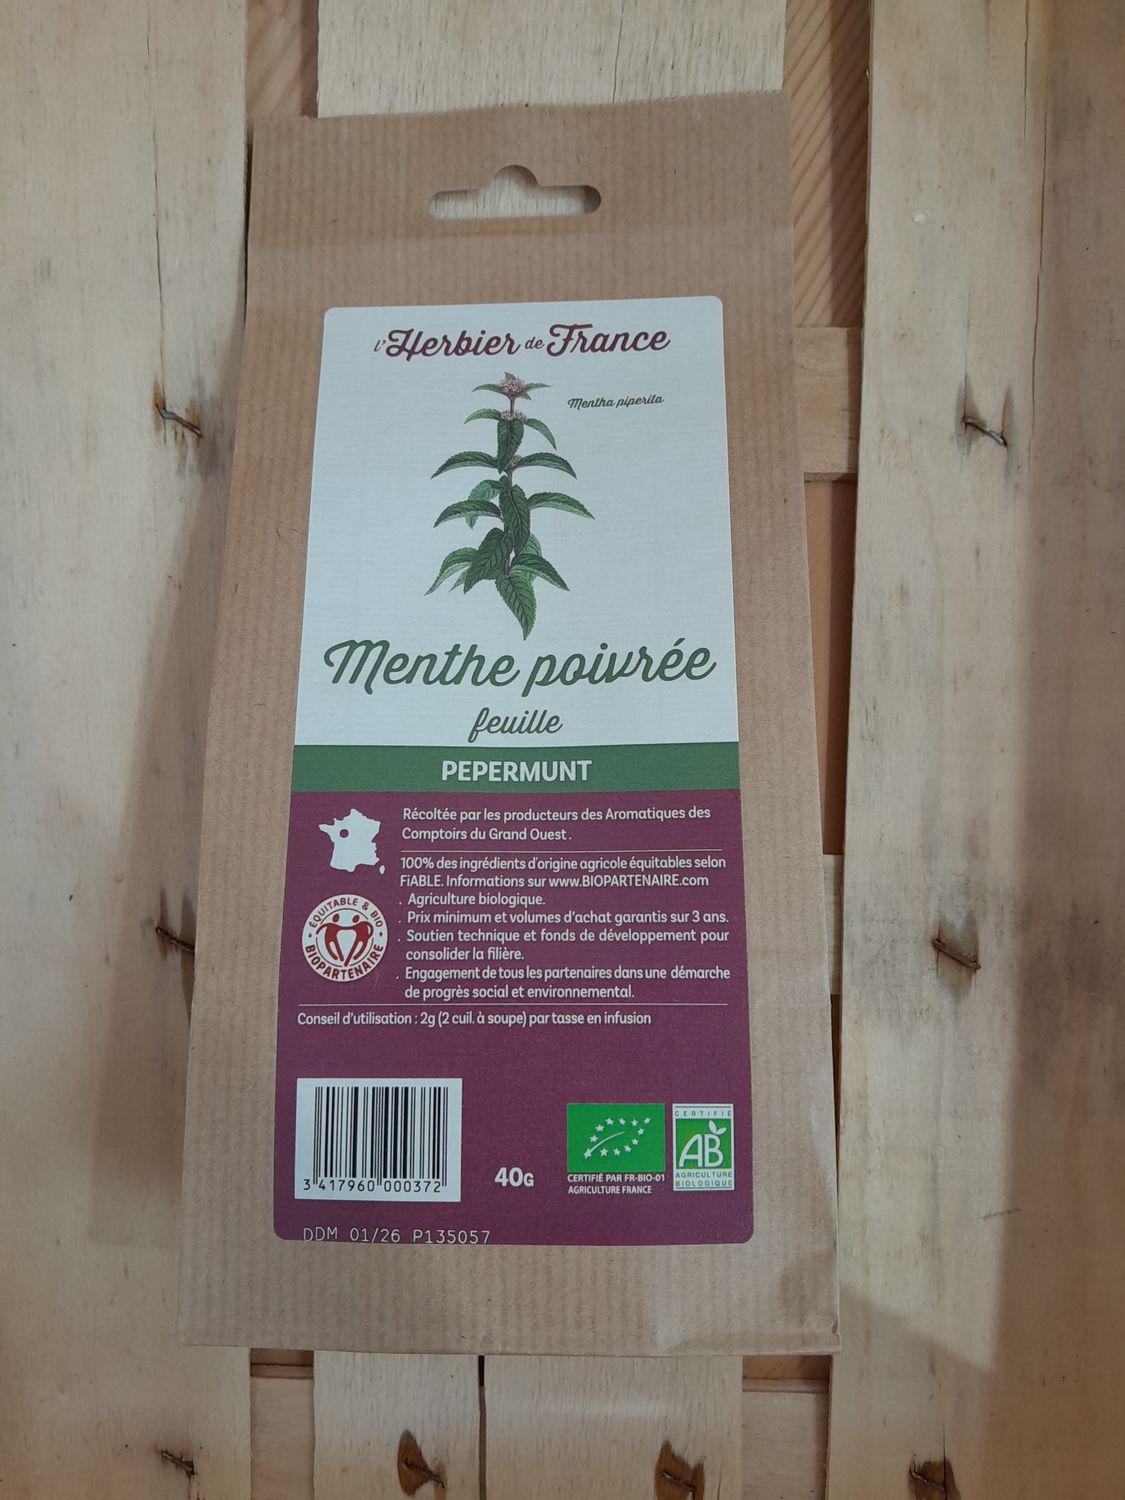 l'Herbier de France
Mentha piperita
Menthe poivrée
feuille
PEPERMUNT
Récoltée par les producteurs des Aromatiques des
Comptoirs du Grand Ouest.
100% des ingrédients d'origine agricole équitables selon
FiABLE. Informations sur www.BIOPARTENAIRE.com
. Agriculture biologique.
. Prix minimum et volumes d'achat garantis sur 3 ans.
. Soutien technique et fonds de développement pour
consolider la filière.
. Engagement de tous les partenaires dans une démarche
de progrès social et environnemental.
ÉQUITABLE & BIO
BIOPARTENAIRE
Conseil d'utilisation : 2g (2 cuil. à soupe) par tasse en infusion
3 417960 000372
40G
CERTIFIÉ PAR FR-BIO-01
AGRICULTURE FRANCE
CERTIFIÉ
AB
AGRICULTURE
BIOLOGIQUE
DDM 01/26 P135057